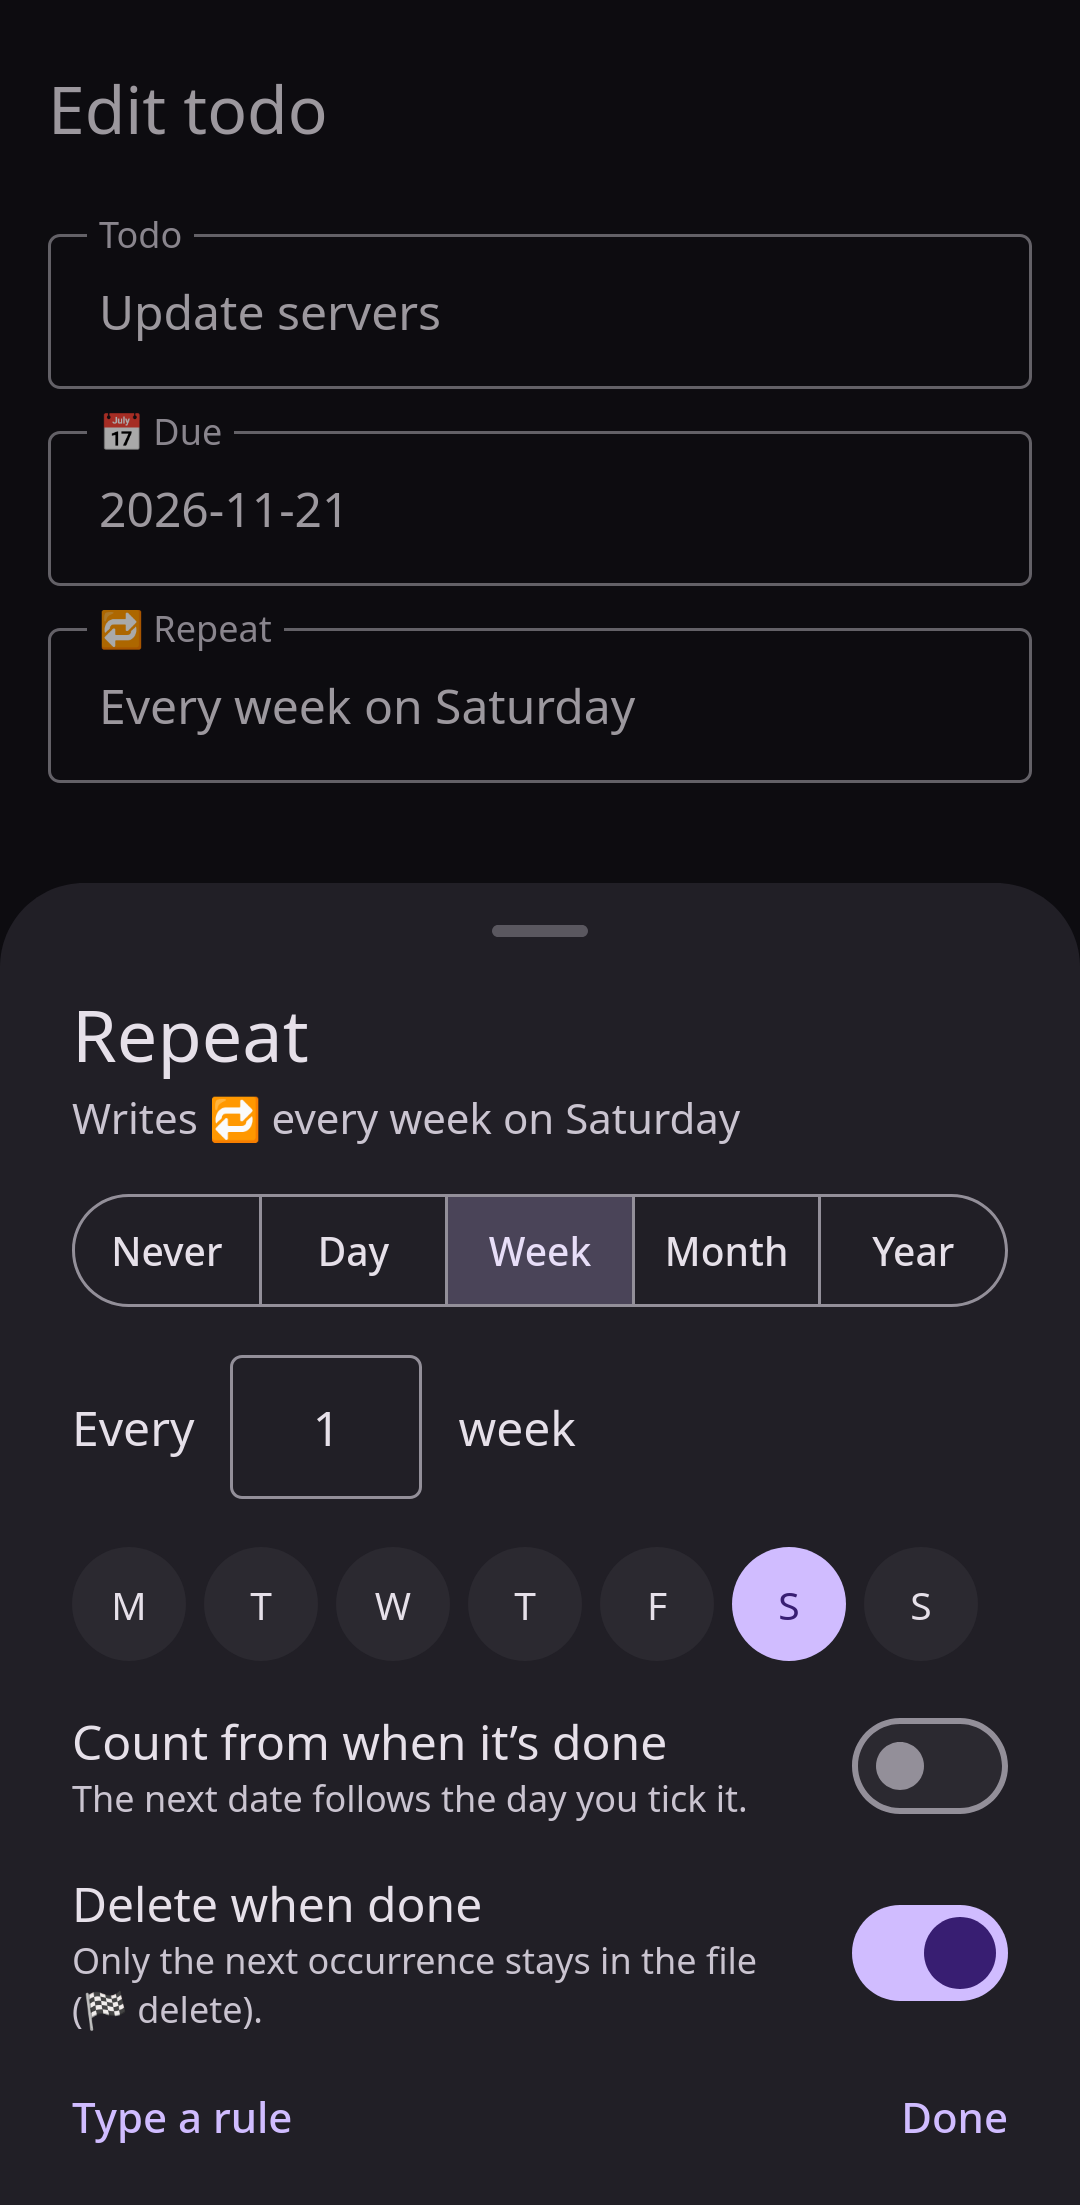 Edit todo
Todo
Update servers
📅 Due
2026-11-21
🔁 Repeat
Every week on Saturday
Repeat
Writes 🔁 every week on Saturday
Never Day Week Month Year
Every 1 week
M T W T F S S
Count from when it’s done
The next date follows the day you tick it.
Delete when done
Only the next occurrence stays in the file
(🏁 delete).
Type a rule Done